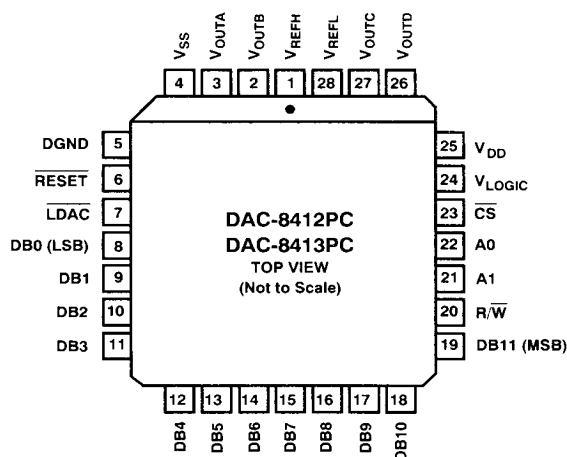 VSS VOUTA VOUTB VREFH VREFL VOUTC VOUTD
4 3 2 1 28 27 26
DGND 5
RESET 6
LDAC 7
DB0 (LSB) 8
DB1 9
DB2 10
DB3 11
DAC-8412PC
DAC-8413PC
TOP VIEW
(Not to Scale)
25 VDD
24 VLOGIC
23 CS
22 A0
21 A1
20 R/W
19 DB11 (MSB)
12 13 14 15 16 17 18
DB4 DB5 DB6 DB7 DB8 DB9 DB10